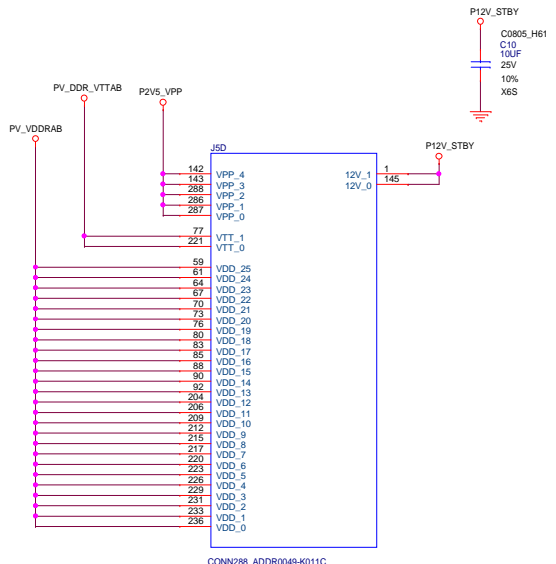 P12V_STBY
C0805_H61
C10
10UF
25V
10%
X6S
PV_DDR_VTTAB
P2V5_VPP
PV_VDDRAB
P12V_STBY
J5D
142 VPP_4 12V_1 1
143 VPP_3 12V_0 145
288 VPP_2
286 VPP_1
287 VPP_0
77 VTT_1
221 VTT_0
59 VDD_25
61 VDD_24
64 VDD_23
67 VDD_22
70 VDD_21
73 VDD_20
76 VDD_19
80 VDD_18
83 VDD_17
85 VDD_16
88 VDD_15
90 VDD_14
92 VDD_13
204 VDD_12
206 VDD_11
209 VDD_10
212 VDD_9
215 VDD_8
217 VDD_7
220 VDD_6
223 VDD_5
226 VDD_4
229 VDD_3
231 VDD_2
233 VDD_1
236 VDD_0
CONN288_ADDR0049-K011C